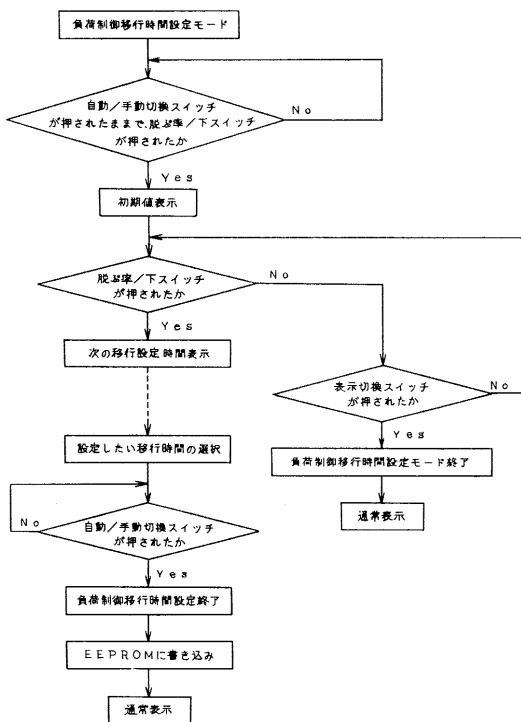 負荷制御移行時間設定モード
自動／手動切換スイッチ
が押されたままで、脱ぷ率／下スイッチ
が押されたか
No
Yes
初期値表示
脱ぷ率／下スイッチ
が押されたか
No
Yes
次の移行設定時間表示
表示切換スイッチ
が押されたか
No
Yes
設定したい移行時間の選択
負荷制御移行時間設定モード終了
通常表示
自動／手動切換スイッチ
が押されたか
No
Yes
負荷制御移行時間設定終了
EEPROMに書き込み
通常表示